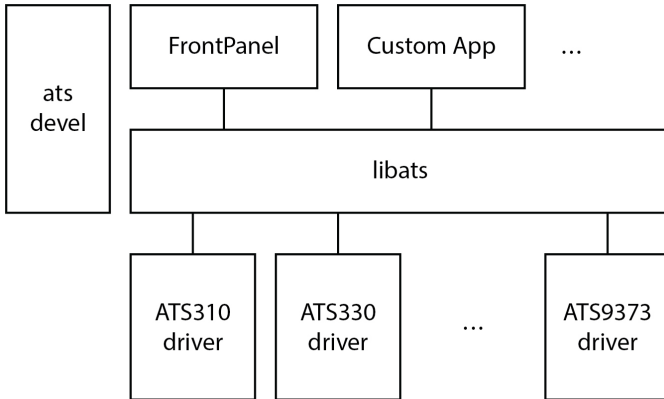 FrontPanel
Custom App
...
ats
devel
libats
ATS310
driver
ATS330
driver
...
ATS9373
driver